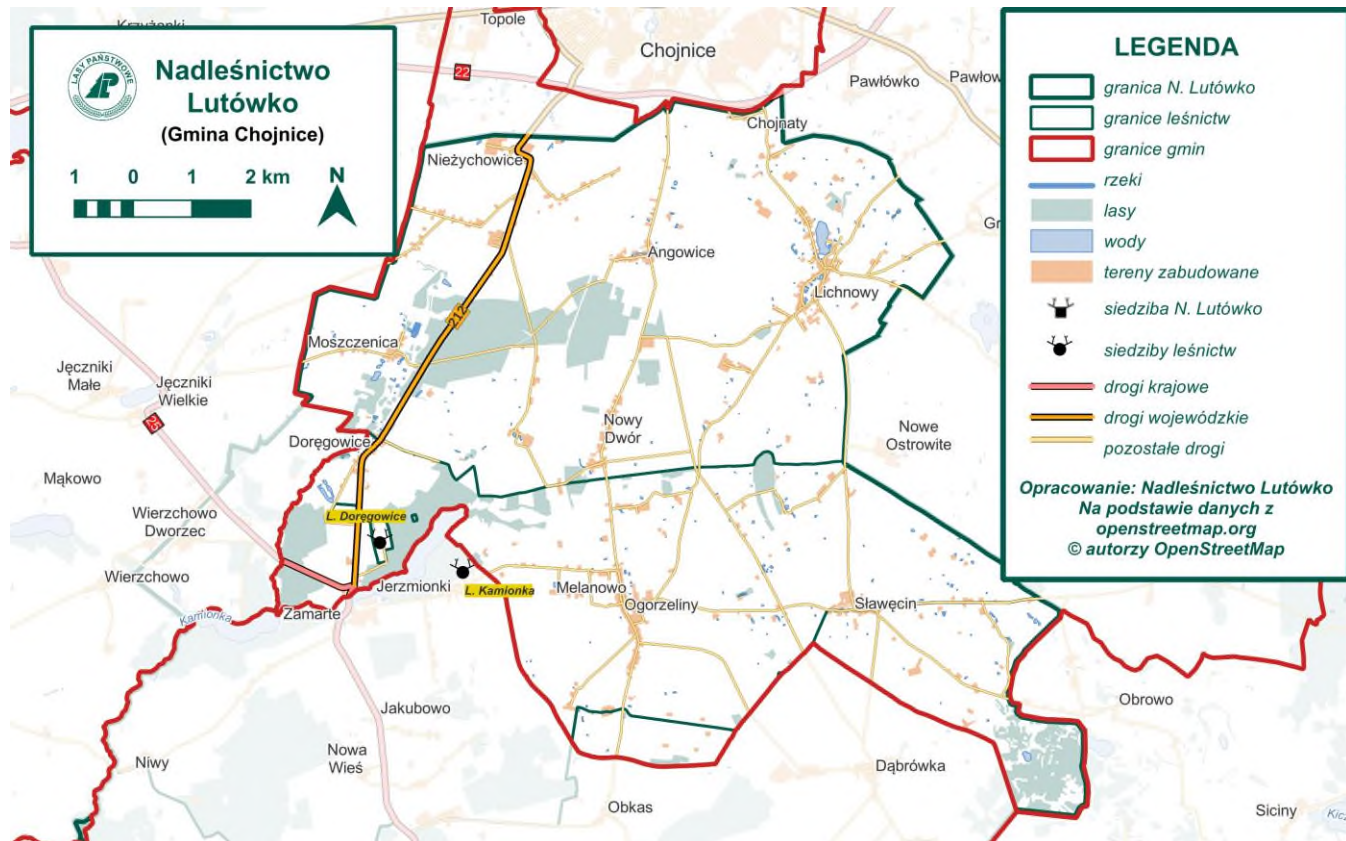 Krzyżonki
Topole
Chojnice
Pawłówko
22
LASY PAŃSTWOWE
Nadleśnictwo
Lutówko
(Gmina Chojnice)
1 0 1 2 km
N
Nieżychowice
Chojnaty
Angowice
Lichnowy
212
Moszczenica
Jęczniki
Małe
Jęczniki
Wielkie
25
Doręgowice
Nowy
Dwór
Nowe
Ostrowite
Mąkowo
Wierzchowo
Dworzec
L. Doręgowice
Wierzchowo
Jerzmionki
L. Kamionka
Melanowo
Ogorzeliny
Sławęcin
Kamionka
Zamarte
Obrowo
Jakubowo
Nowa
Wieś
Niwy
Dąbrówka
Obkas
Siciny
LEGENDA
granica N. Lutówko
granice leśnictw
granice gmin
rzeki
lasy
wody
tereny zabudowane
siedziba N. Lutówko
siedziby leśnictw
drogi krajowe
drogi wojewódzkie
pozostałe drogi
Opracowanie: Nadleśnictwo Lutówko
Na podstawie danych z
openstreetmap.org
© autorzy OpenStreetMap